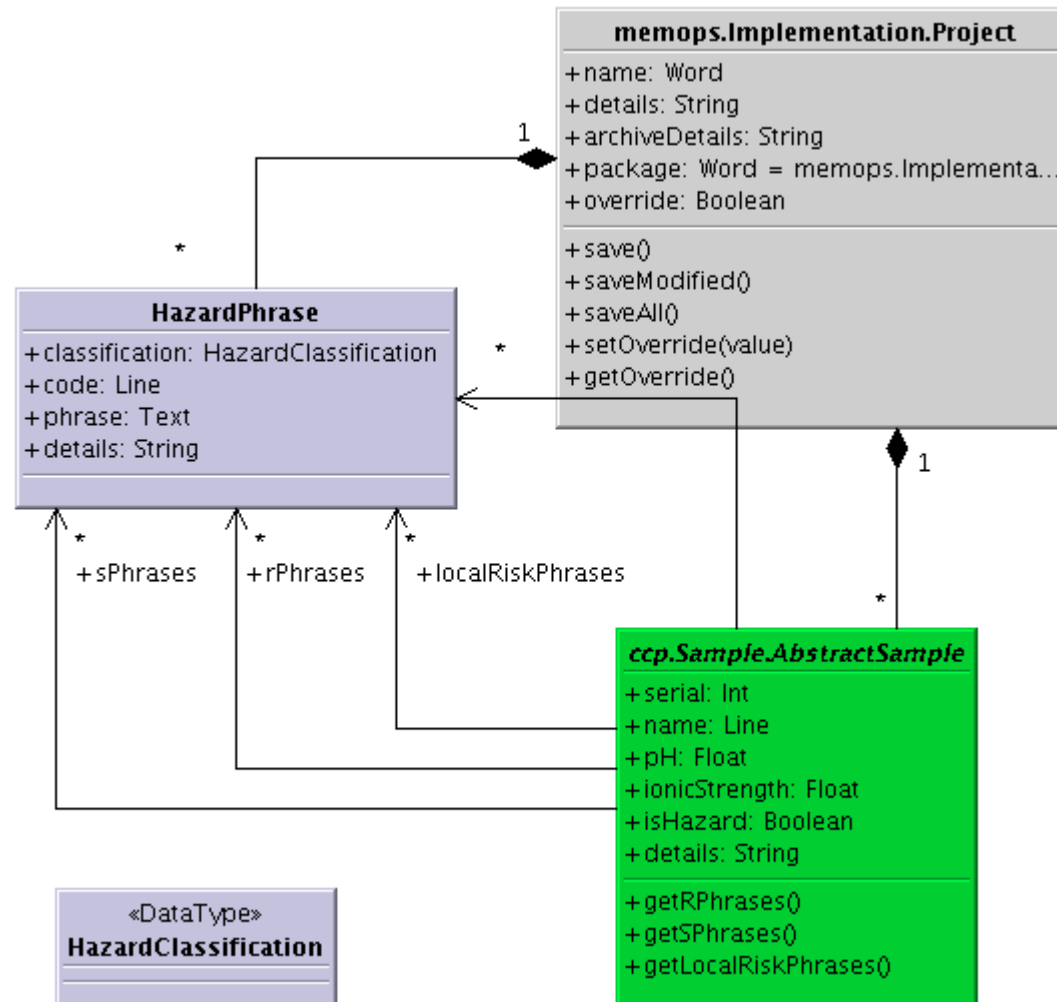 memops.Implementation.Project
+name: Word
+details: String
+archiveDetails: String
+package: Word = memops.Implementa...
+override: Boolean
+save()
+saveModified()
+saveAll()
+setOverride(value)
+getOverride()
1
*
HazardPhrase
+classification: HazardClassification
+code: Line
+phrase: Text
+details: String
*
1
*
* * *
+sPhrases +rPhrases +localRiskPhrases
ccp.Sample.AbstractSample
+serial: Int
+name: Line
+pH: Float
+ionicStrength: Float
+isHazard: Boolean
+details: String
+getRPhrases()
+getSPhrases()
+getLocalRiskPhrases()
«DataType»
HazardClassification